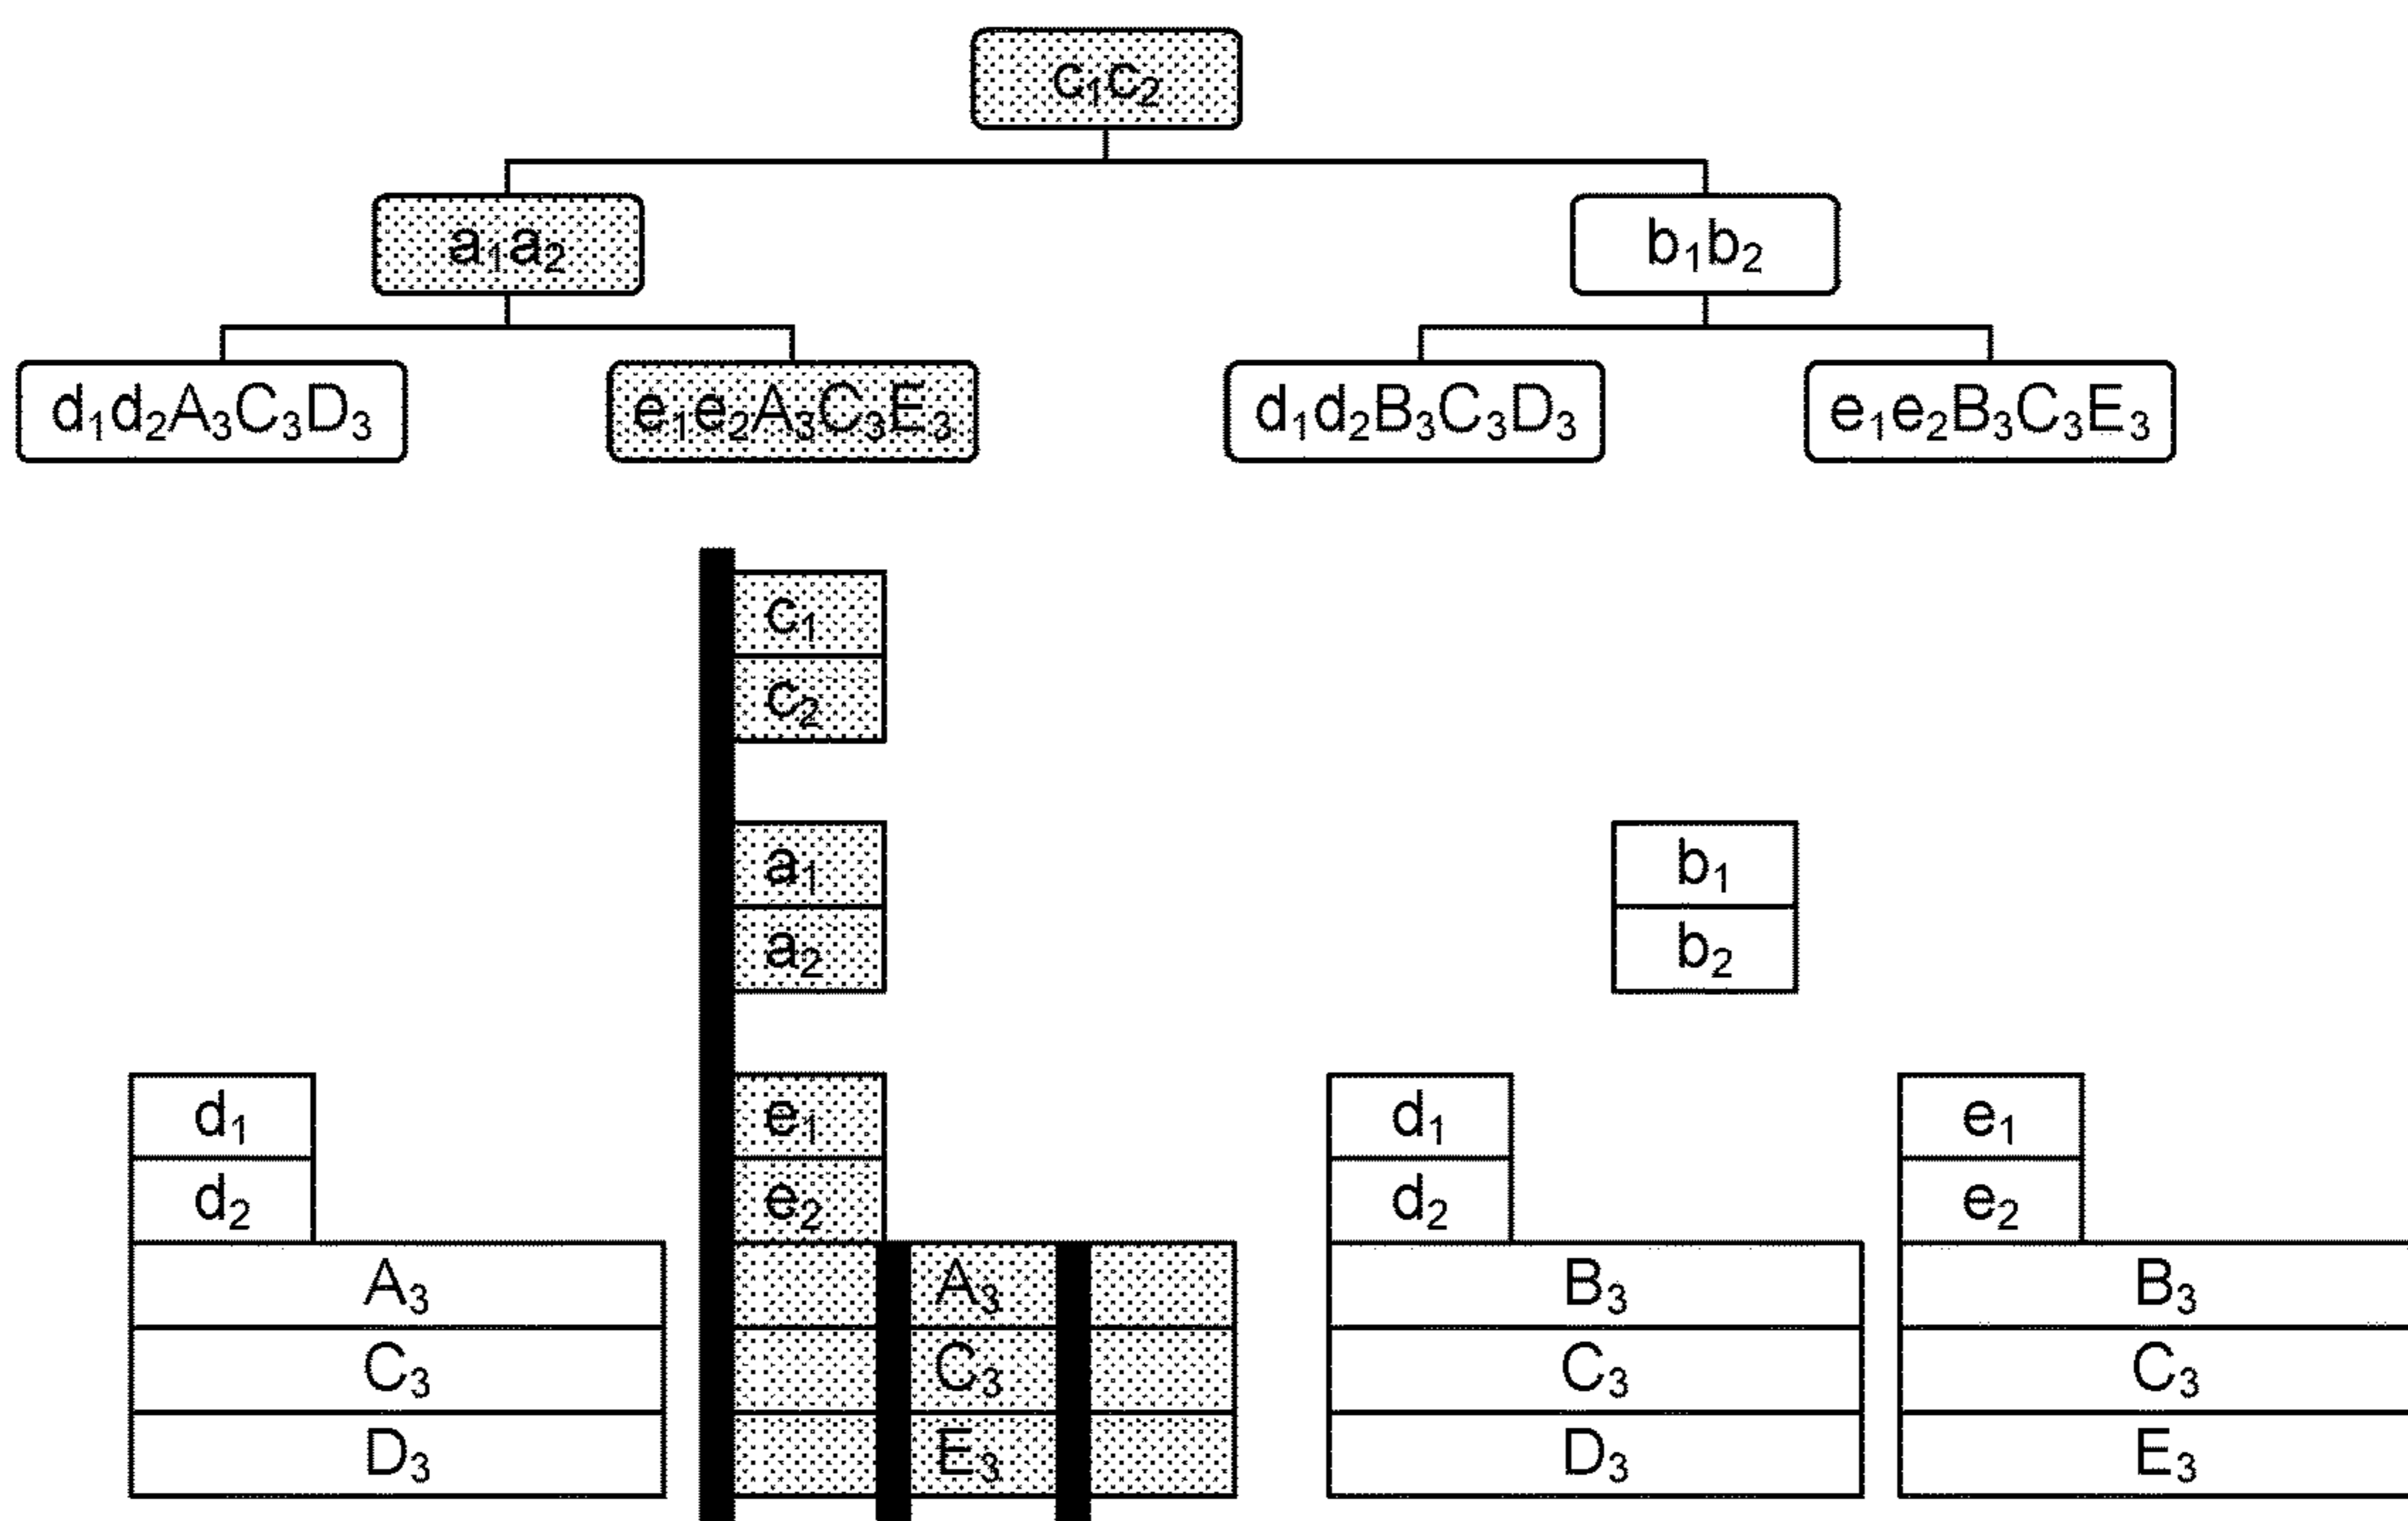 c₁c₂
a₁a₂ b₁b₂
d₁d₂A₃C₃D₃ e₁e₂A₃C₃E₃ d₁d₂B₃C₃D₃ e₁e₂B₃C₃E₃
c₁
c₂
a₁ b₁
a₂ b₂
d₁ e₁ d₁ e₁
d₂ e₂ d₂ e₂
A₃ A₃ B₃ B₃
C₃ C₃ C₃ C₃
D₃ E₃ D₃ E₃